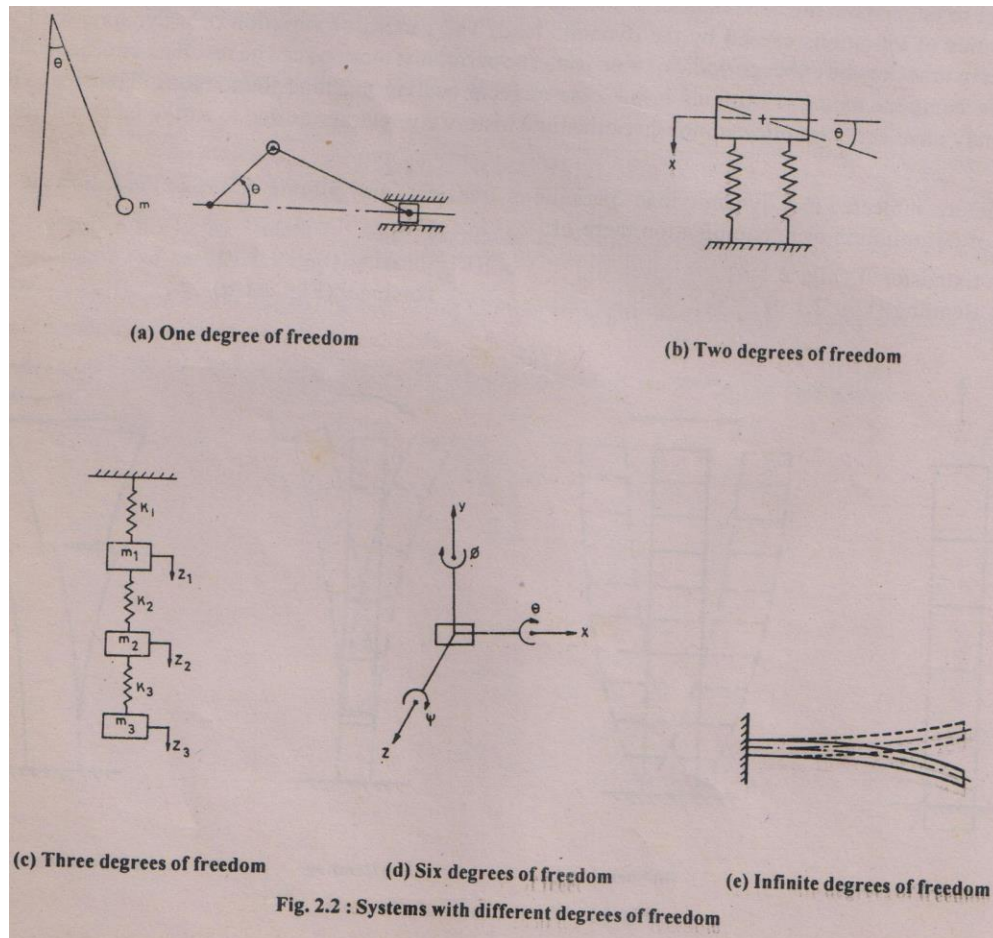 θ
m
θ
(a) One degree of freedom
x
θ
(b) Two degrees of freedom
K1
m1
Z1
K2
m2
Z2
K3
m3
Z3
(c) Three degrees of freedom
Y
Ø
θ
X
ψ
Z
(d) Six degrees of freedom
(e) Infinite degrees of freedom
Fig. 2.2 : Systems with different degrees of freedom